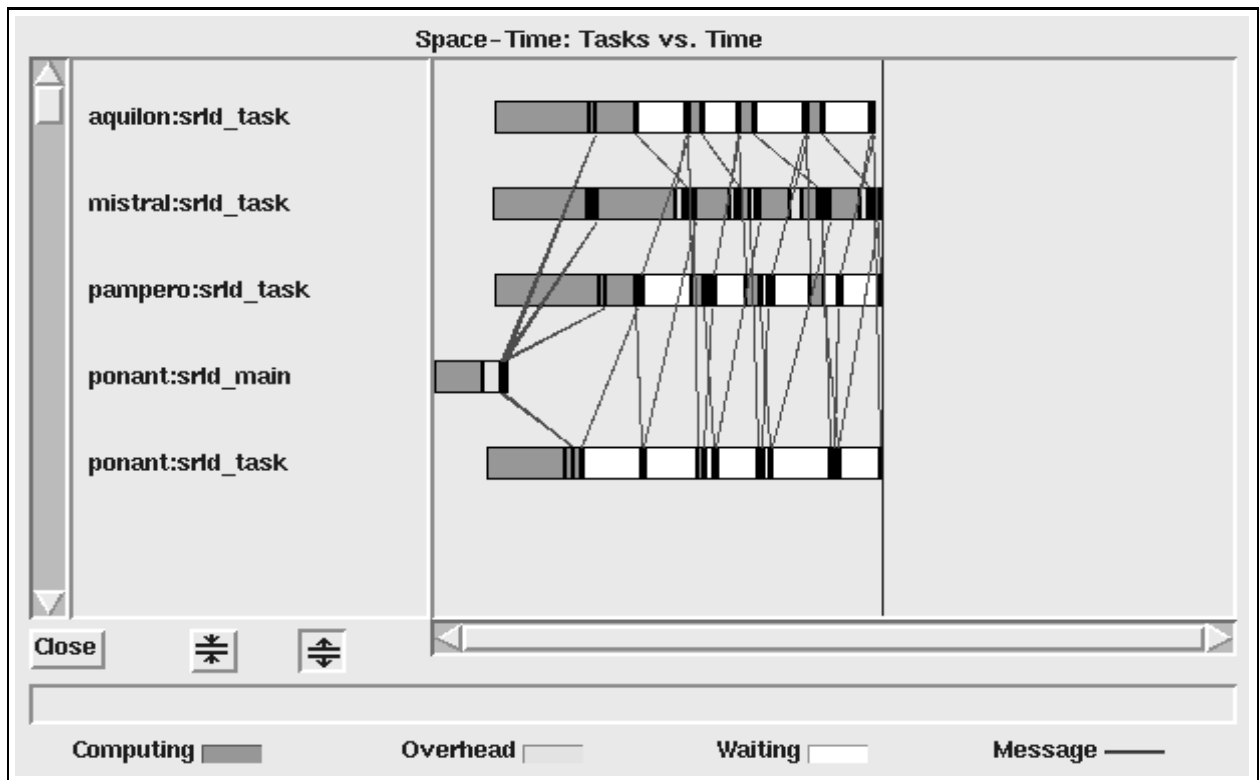 Space-Time: Tasks vs. Time
aquilon:srld_task
mistral:srld_task
pampero:srld_task
ponant:srld_main
ponant:srld_task
Close
Computing Overhead Waiting Message